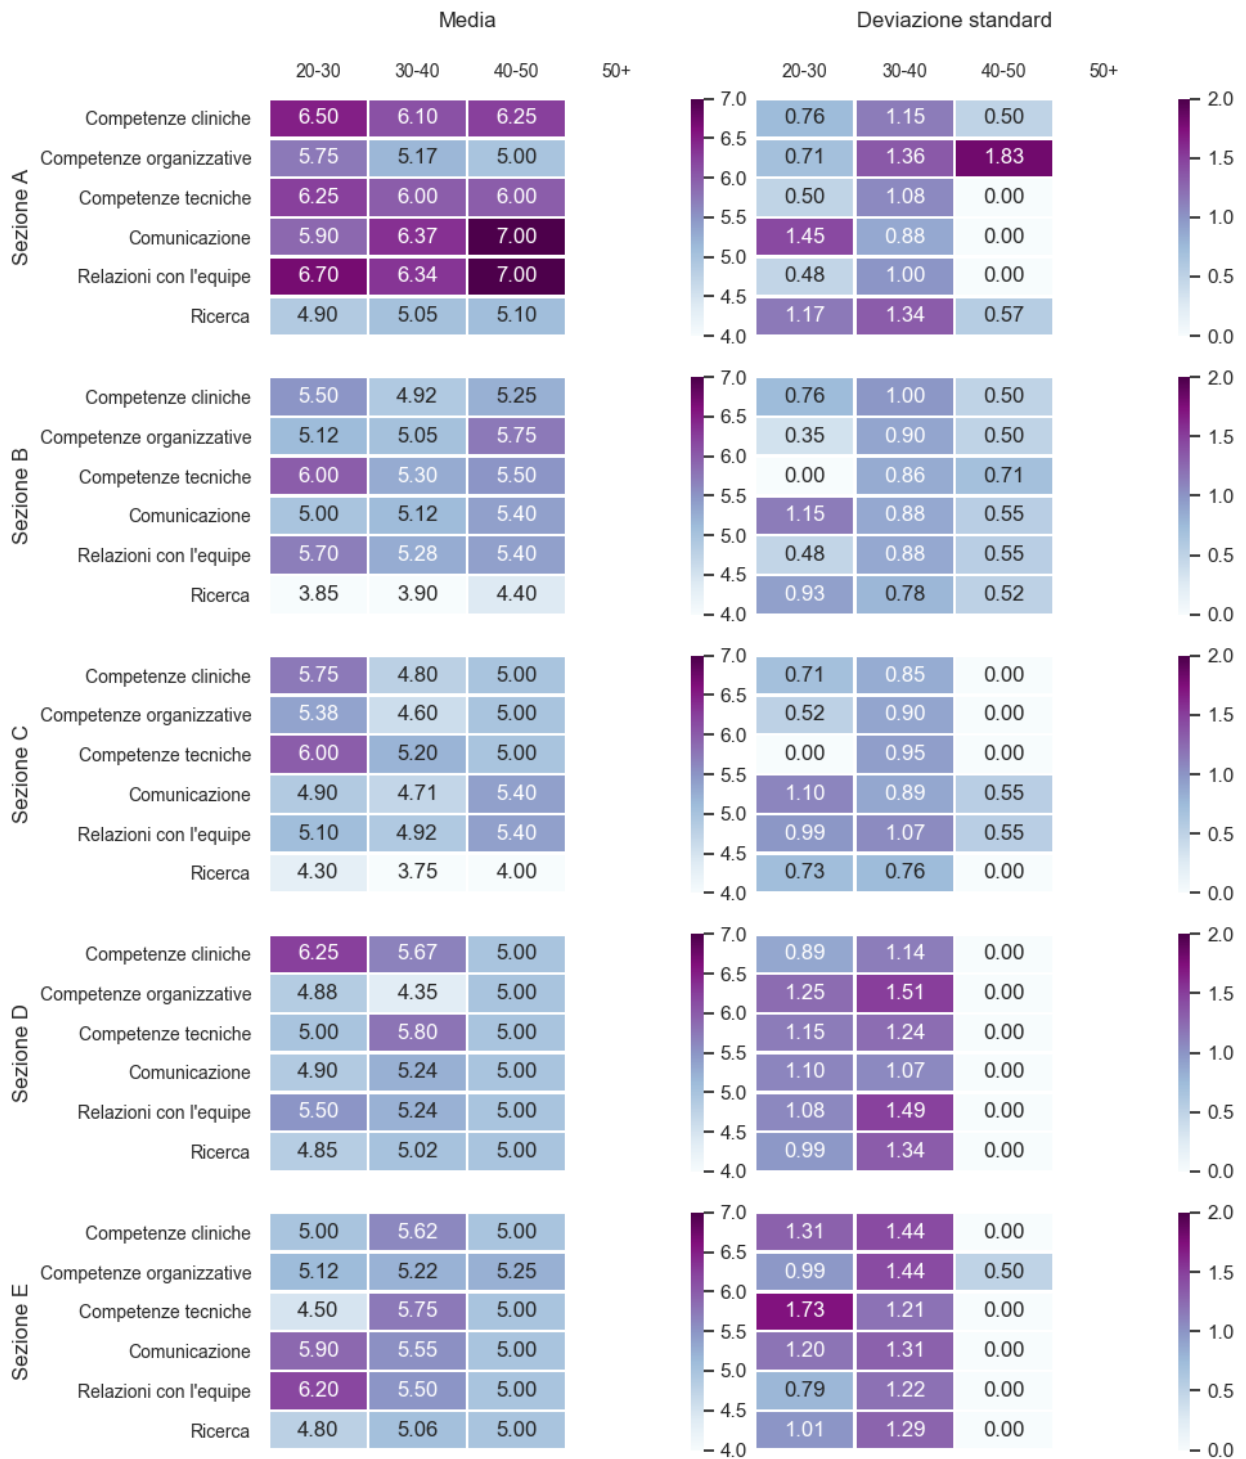 Media Deviazione standard
20-30 30-40 40-50 50+ 20-30 30-40 40-50 50+
Sezione A
Competenze cliniche 6.50 6.10 6.25 0.76 1.15 0.50
Competenze organizzative 5.75 5.17 5.00 0.71 1.36 1.83
Competenze tecniche 6.25 6.00 6.00 0.50 1.08 0.00
Comunicazione 5.90 6.37 7.00 1.45 0.88 0.00
Relazioni con l'equipe 6.70 6.34 7.00 0.48 1.00 0.00
Ricerca 4.90 5.05 5.10 1.17 1.34 0.57
7.0 6.5 6.0 5.5 5.0 4.5 4.0
2.0 1.5 1.0 0.5 0.0
Sezione B
Competenze cliniche 5.50 4.92 5.25 0.76 1.00 0.50
Competenze organizzative 5.12 5.05 5.75 0.35 0.90 0.50
Competenze tecniche 6.00 5.30 5.50 0.00 0.86 0.71
Comunicazione 5.00 5.12 5.40 1.15 0.88 0.55
Relazioni con l'equipe 5.70 5.28 5.40 0.48 0.88 0.55
Ricerca 3.85 3.90 4.40 0.93 0.78 0.52
7.0 6.5 6.0 5.5 5.0 4.5 4.0
2.0 1.5 1.0 0.5 0.0
Sezione C
Competenze cliniche 5.75 4.80 5.00 0.71 0.85 0.00
Competenze organizzative 5.38 4.60 5.00 0.52 0.90 0.00
Competenze tecniche 6.00 5.20 5.00 0.00 0.95 0.00
Comunicazione 4.90 4.71 5.40 1.10 0.89 0.55
Relazioni con l'equipe 5.10 4.92 5.40 0.99 1.07 0.55
Ricerca 4.30 3.75 4.00 0.73 0.76 0.00
7.0 6.5 6.0 5.5 5.0 4.5 4.0
2.0 1.5 1.0 0.5 0.0
Sezione D
Competenze cliniche 6.25 5.67 5.00 0.89 1.14 0.00
Competenze organizzative 4.88 4.35 5.00 1.25 1.51 0.00
Competenze tecniche 5.00 5.80 5.00 1.15 1.24 0.00
Comunicazione 4.90 5.24 5.00 1.10 1.07 0.00
Relazioni con l'equipe 5.50 5.24 5.00 1.08 1.49 0.00
Ricerca 4.85 5.02 5.00 0.99 1.34 0.00
7.0 6.5 6.0 5.5 5.0 4.5 4.0
2.0 1.5 1.0 0.5 0.0
Sezione E
Competenze cliniche 5.00 5.62 5.00 1.31 1.44 0.00
Competenze organizzative 5.12 5.22 5.25 0.99 1.44 0.50
Competenze tecniche 4.50 5.75 5.00 1.73 1.21 0.00
Comunicazione 5.90 5.55 5.00 1.20 1.31 0.00
Relazioni con l'equipe 6.20 5.50 5.00 0.79 1.22 0.00
Ricerca 4.80 5.06 5.00 1.01 1.29 0.00
7.0 6.5 6.0 5.5 5.0 4.5 4.0
2.0 1.5 1.0 0.5 0.0